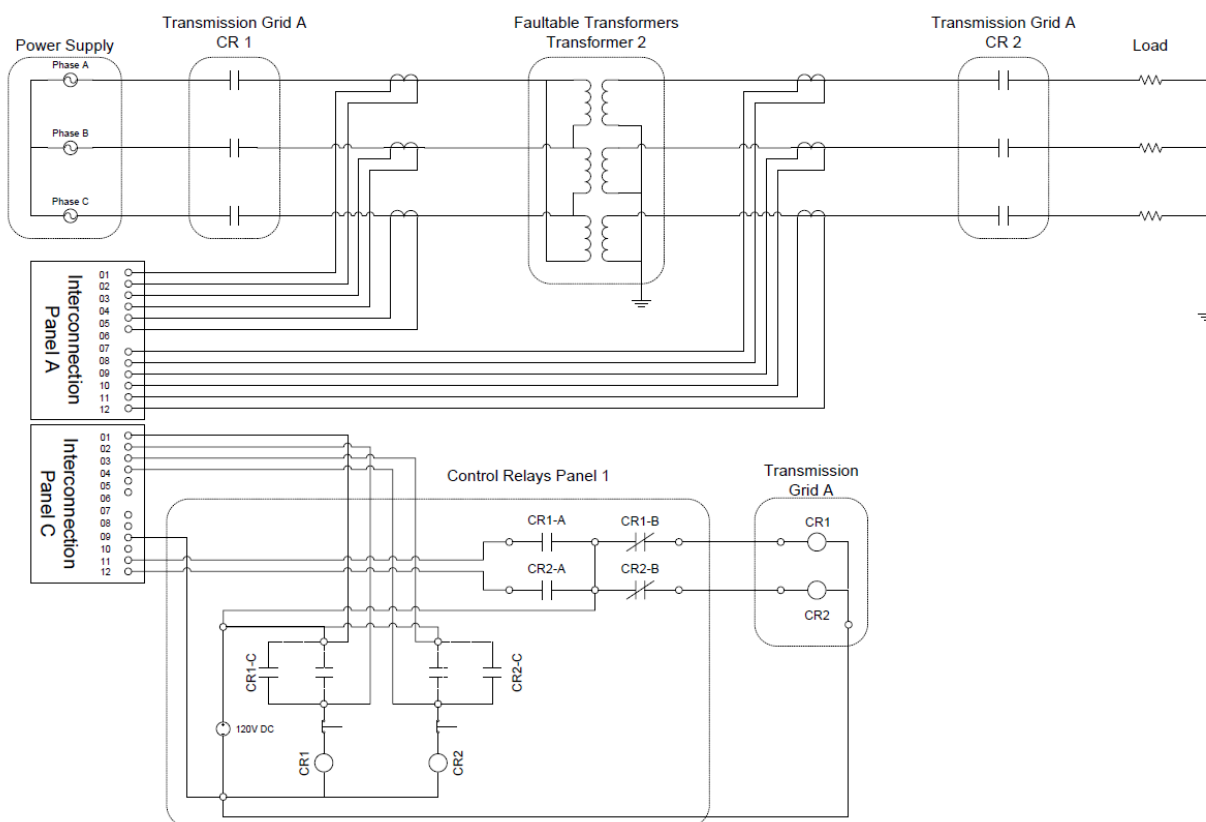 Transmission Grid A
CR 1
Faultable Transformers
Transformer 2
Transmission Grid A
CR 2
Power Supply
Load
Phase A
Phase B
Phase C
Interconnection
Panel A
01
02
03
04
05
06
07
08
09
10
11
12
Interconnection
Panel C
01
02
03
04
05
06
07
08
09
10
11
12
Control Relays Panel 1
Transmission
Grid A
CR1-A
CR1-B
CR1
CR2-A
CR2-B
CR2
CR1-C
CR2-C
120V DC
CR1
CR2